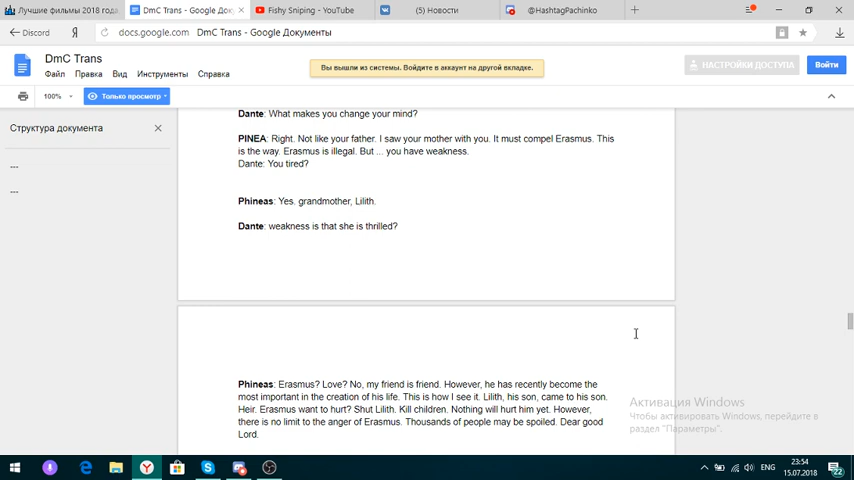 Лучшие фильмы 2018 года
DmC Trans - Google Док
Fishy Sniping - YouTube
(5) Новости
@HashtagPachinko
Discord
Я
docs.google.com DmC Trans - Google Документы
DmC Trans
Файл Правка Вид Инструменты Справка
Вы вышли из системы. Войдите в аккаунт на другой вкладке.
НАСТРОЙКИ ДОСТУПА
Войти
100%
Только просмотр
Структура документа
---
---
Dante: What makes you change your mind?
PINEA: Right. Not like your father. I saw your mother with you. It must compel Erasmus. This
is the way. Erasmus is illegal. But ... you have weakness.
Dante: You tired?
Phineas: Yes. grandmother, Lilith.
Dante: weakness is that she is thrilled?
Phineas: Erasmus? Love? No, my friend is friend. However, he has recently become the
most important in the creation of his life. This is how I see it. Lilith, his son, came to his son.
Heir. Erasmus want to hurt? Shut Lilith. Kill children. Nothing will hurt him yet. However,
there is no limit to the anger of Erasmus. Thousands of people may be spoiled. Dear good
Lord.
Активация Windows
Чтобы активировать Windows, перейдите в
раздел "Параметры".
ENG
23:54
15.07.2018
22